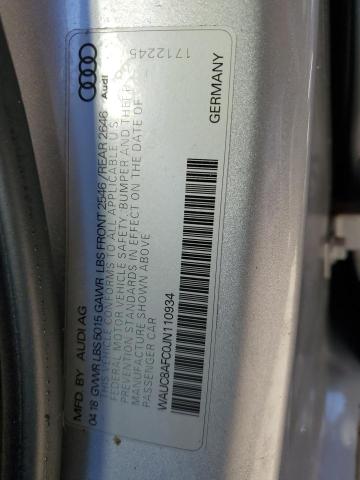 MFD. BY AUDI AG
04.18 GVWR LBS 5015 GAWR LBS FRONT 2546 / REAR 2646
THIS VEHICLE CONFORMS TO ALL APPLICABLE U.S.
FEDERAL MOTOR VEHICLE SAFETY, BUMPER AND THEFT
PREVENTION STANDARDS IN EFFECT ON THE DATE OF
MANUFACTURE SHOWN ABOVE
PASSENGER CAR
WAUC8AFC0JN110934
GERMANY
Audi
1712245